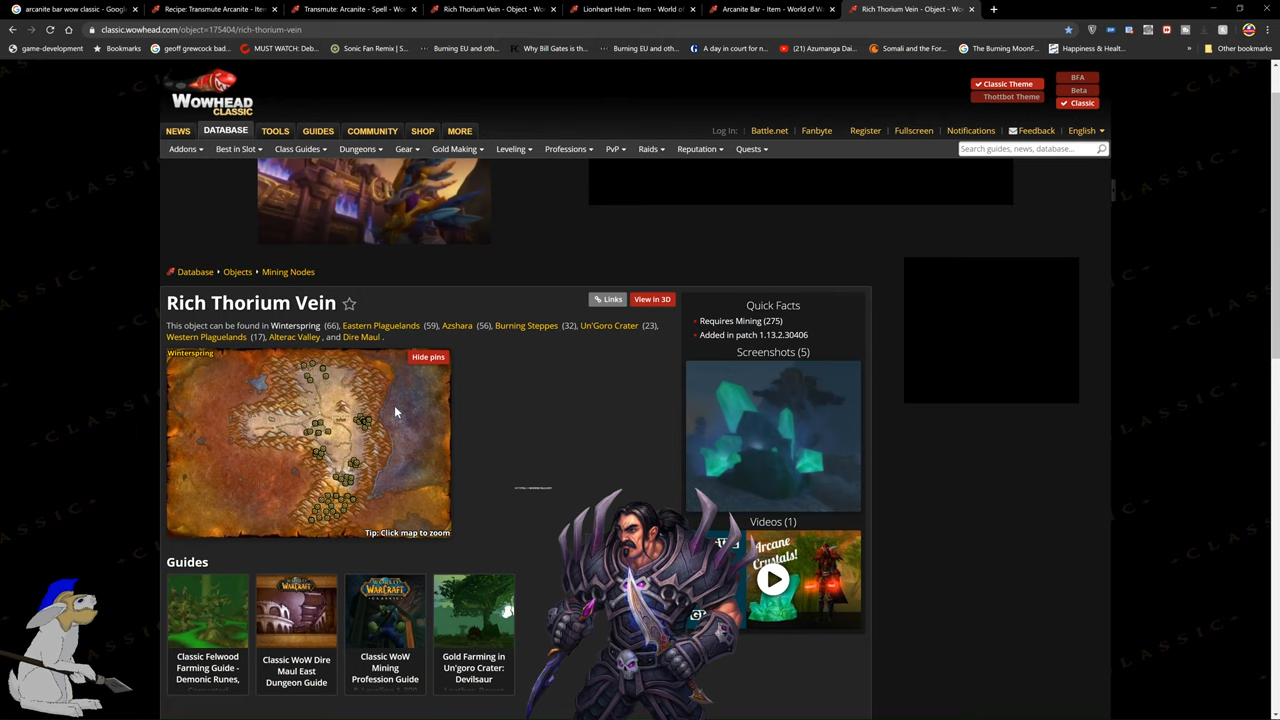 arcanite bar wow classic - Googl
Recipe: Transmute Arcanite - Iten
Transmute: Arcanite - Spell - Wo
Rich Thorium Vein - Object - Wo
Lionheart Helm - Item - World of
Arcanite Bar - Item - World of W
Rich Thorium Vein - Object - Wo
classic.wowhead.com/object=175404/rich-thorium-vein
game-development
Bookmarks
geoff grewcock bad...
MUST WATCH: Deb...
Sonic Fan Remix | S...
Burning EU and oth...
Why Bill Gates is th...
Burning EU and oth...
A day in court for n...
(21) Azumanga Dai...
Somali and the For...
The Burning MoonF...
Happiness & Healt...
Other bookmarks
WOWHEAD
CLASSIC
Classic Theme
Thottbot Theme
BFA
Beta
Classic
NEWS DATABASE TOOLS GUIDES COMMUNITY SHOP MORE
Log In: Battle.net Fanbyte Register Fullscreen Notifications Feedback English
Addons Best in Slot Class Guides Dungeons Gear Gold Making Leveling Professions PvP Raids Reputation Quests
Search guides, news, database...
Database Objects Mining Nodes
Rich Thorium Vein
Links
View in 3D
This object can be found in Winterspring (66), Eastern Plaguelands (59), Azshara (56), Burning Steppes (32), Un'Goro Crater (23),
Western Plaguelands (17), Alterac Valley , and Dire Maul .
Winterspring
Hide pins
Tip: Click map to zoom
Quick Facts
Requires Mining (275)
Added in patch 1.13.2.30406
Screenshots (5)
Videos (1)
Arcane
Crystals!
Guides
Classic Felwood
Farming Guide -
Demonic Runes,
Classic WoW Dire
Maul East
Dungeon Guide
Classic WoW
Mining
Profession Guide
Gold Farming in
Un'goro Crater:
Devilsaur